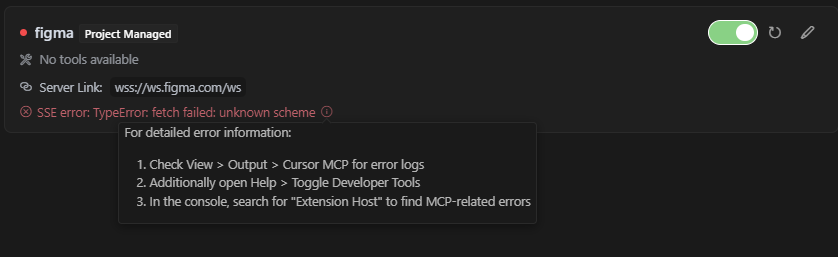 figma Project Managed
No tools available
Server Link: wss://ws.figma.com/ws
SSE error: TypeError: fetch failed: unknown scheme
For detailed error information:
1. Check View > Output > Cursor MCP for error logs
2. Additionally open Help > Toggle Developer Tools
3. In the console, search for "Extension Host" to find MCP-related errors